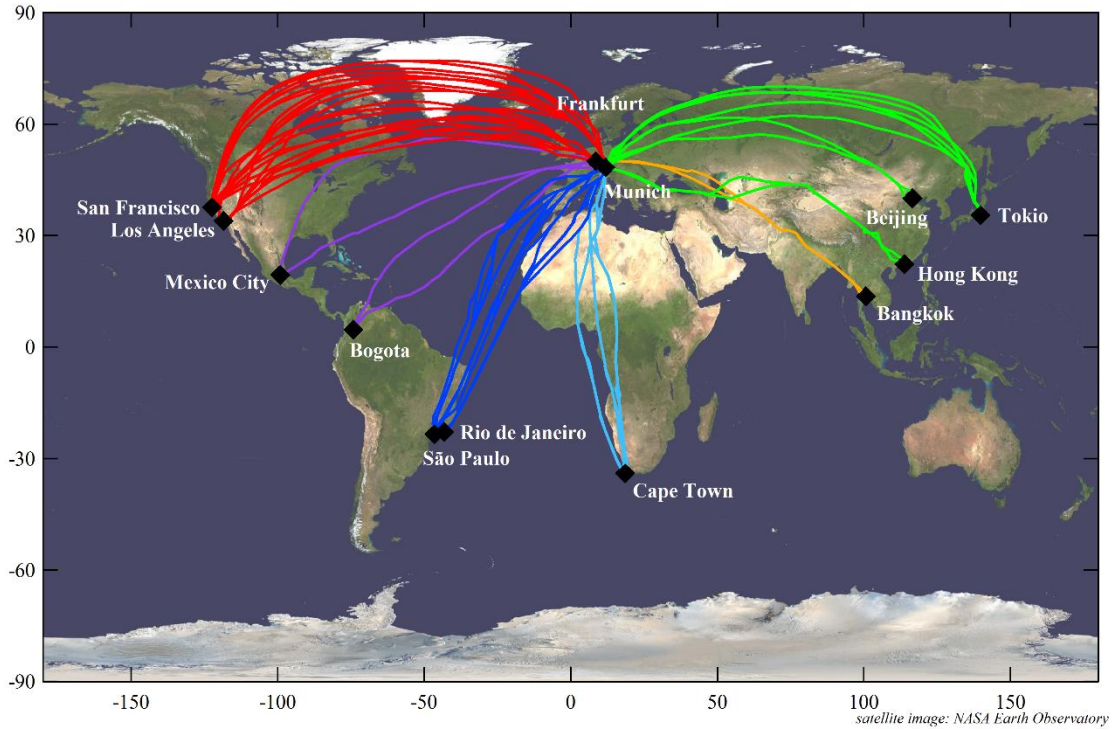 90
60
30
0
-30
-60
-90
Frankfurt
Munich
San Francisco
Los Angeles
Mexico City
Bogota
Beijing
Tokio
Hong Kong
Bangkok
Rio de Janeiro
São Paulo
Cape Town
-150
-100
-50
0
50
100
150
satellite image: NASA Earth Observatory